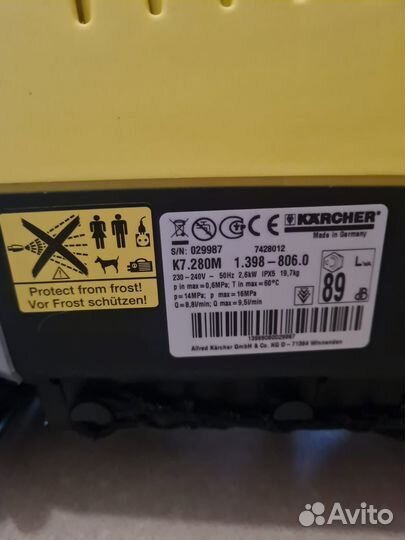 KÄRCHER
Made in Germany
S/N: 029987 7428012
K7.280M 1.398-806.0
230-240V ~ 50Hz 2,6kW IPX5 19,7kg
p in max=0,6MPa; T in max=60°C
p=14MPa; p max=16MPa
Q=8,8l/min; Q max=9,5l/min
LWA
89
dB
Alfred Kärcher GmbH & Co. KG D - 71364 Winnenden
Protect from frost!
Vor Frost schützen!
Avito